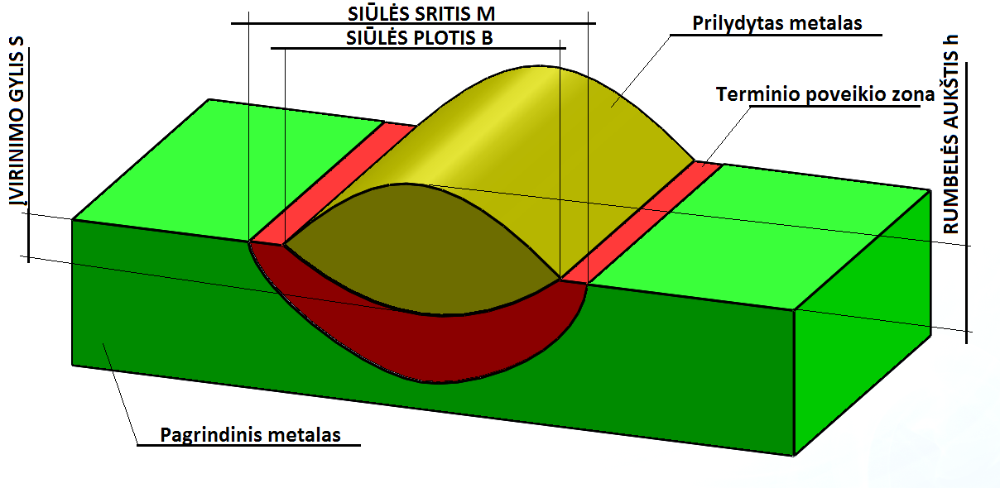 SIŪLĖS SRITIS M
SIŪLĖS PLOTIS B
Prilydytas metalas
Terminio poveikio zona
ĮVIRINIMO GYLIS S
RUMBELĖS AUKŠTIS h
Pagrindinis metalas